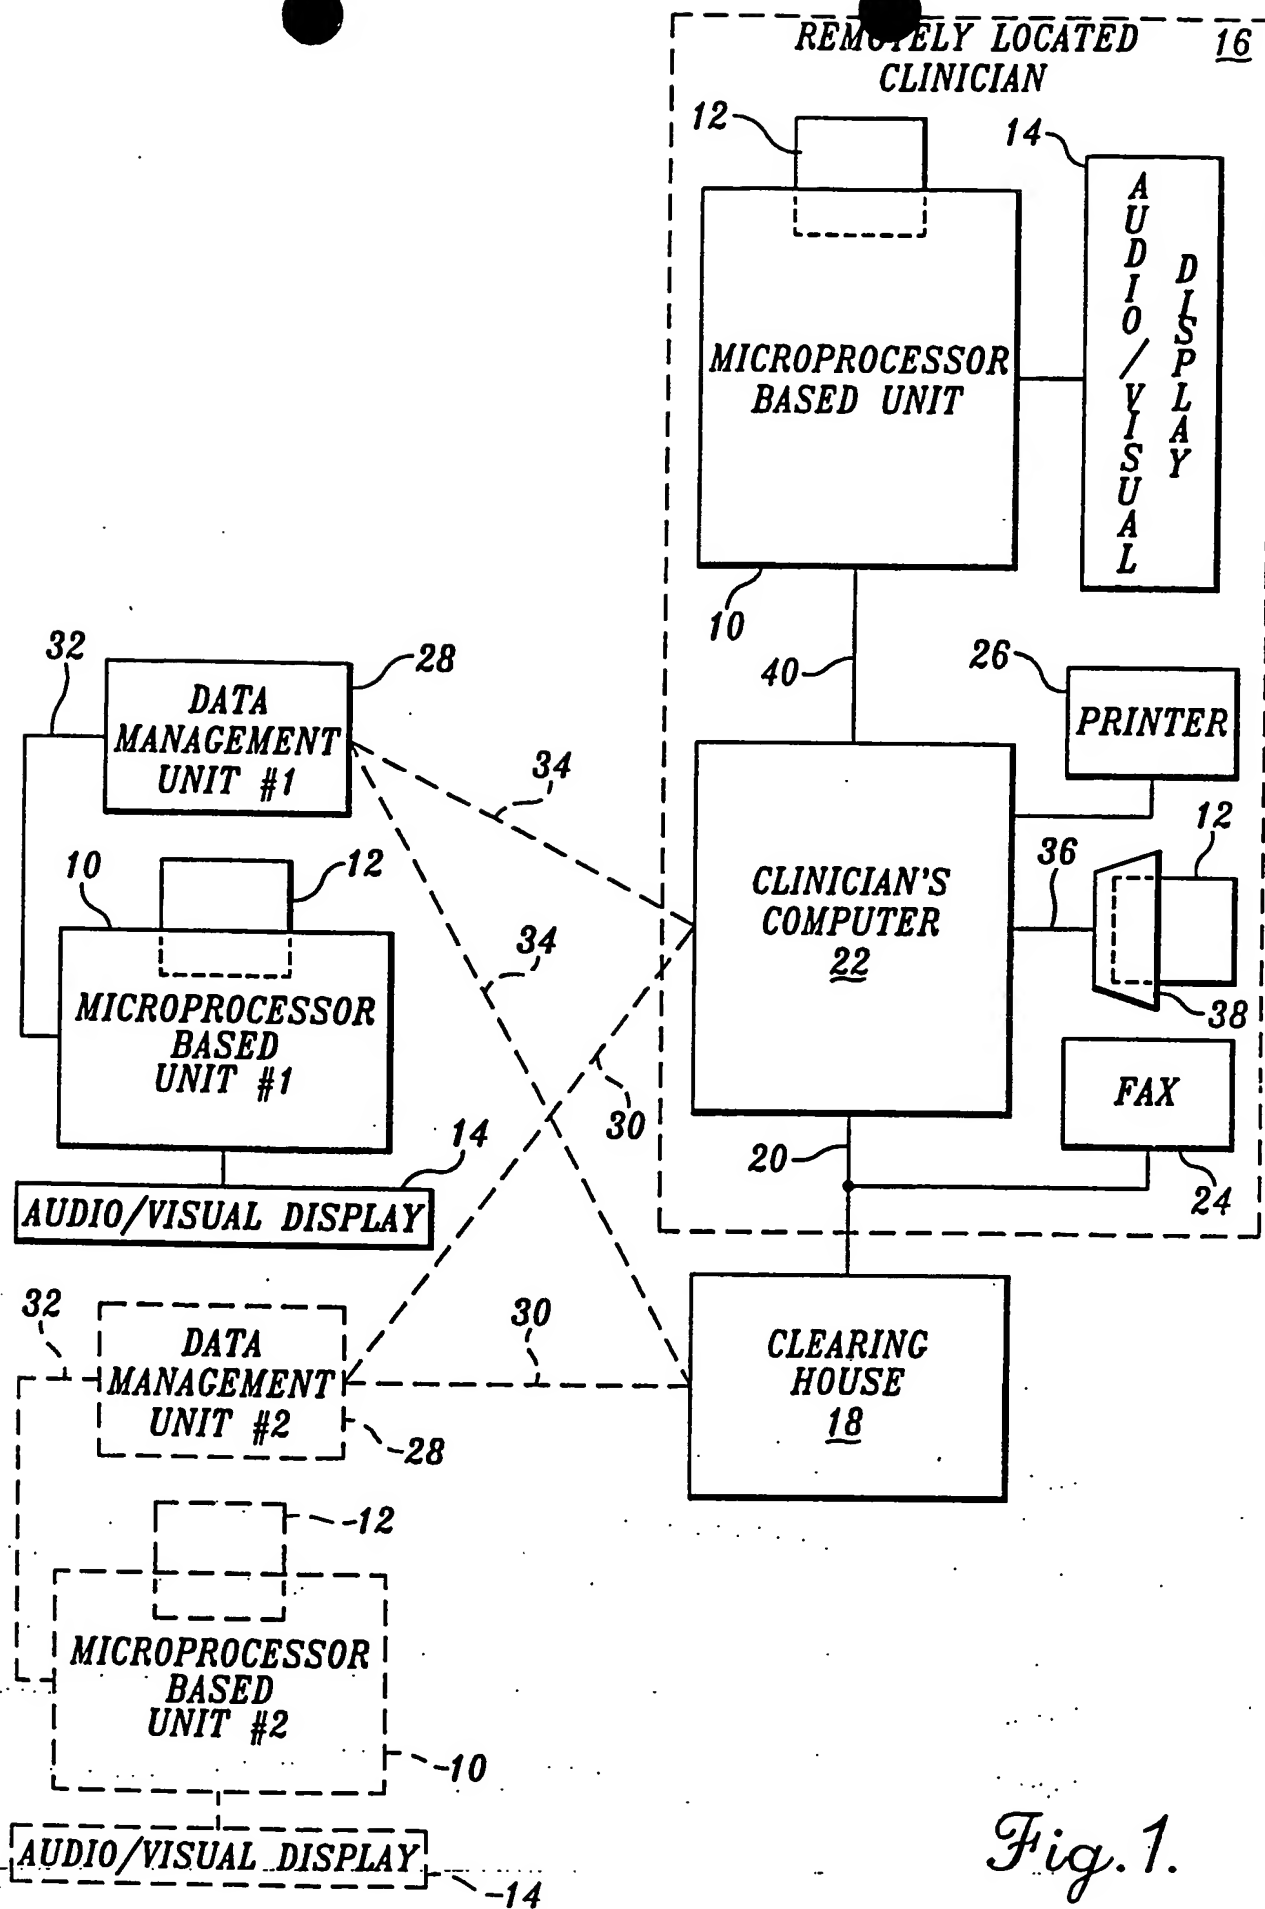 REMOTELY LOCATED
CLINICIAN
16
12
14
AUDIO/VISUAL
DISPLAY
MICROPROCESSOR
BASED UNIT
10
40
26
PRINTER
32
28
DATA
MANAGEMENT
UNIT #1
34
12
36
CLINICIAN'S
COMPUTER
22
38
10
12
34
MICROPROCESSOR
BASED
UNIT #1
30
FAX
14
20
24
AUDIO/VISUAL DISPLAY
32
30
DATA
MANAGEMENT
UNIT #2
28
CLEARING
HOUSE
18
12
MICROPROCESSOR
BASED
UNIT #2
10
AUDIO/VISUAL DISPLAY
14
Fig.1.